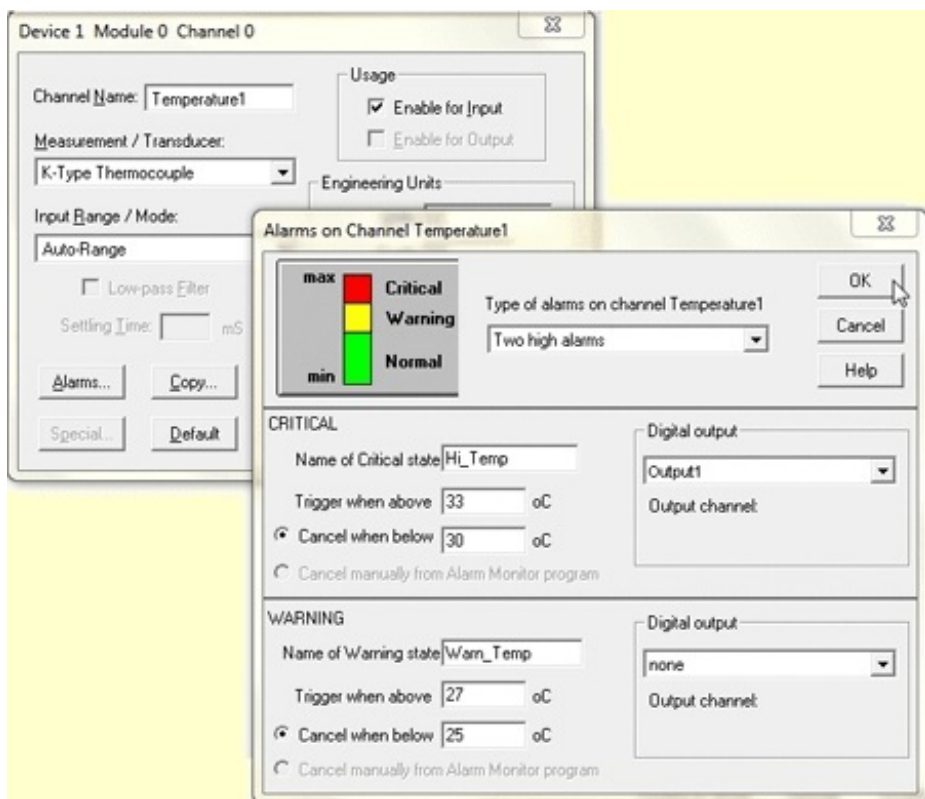 Device 1 Module 0 Channel 0
Channel Name: Temperature1
Usage
Enable for Input
Enable for Output
Measurement / Transducer:
K-Type Thermocouple
Engineering Units
Input Range / Mode:
Auto-Range
Low-pass Filter
Settling Time: mS
Alarms... Copy...
Special... Default
Alarms on Channel Temperature1
max
Critical
Warning
Normal
min
Type of alarms on channel Temperature1
Two high alarms
OK
Cancel
Help
CRITICAL
Name of Critical state Hi_Temp
Trigger when above 33 oC
Cancel when below 30 oC
Cancel manually from Alarm Monitor program
Digital output
Output1
Output channel:
WARNING
Name of Warning state Warn_Temp
Trigger when above 27 oC
Cancel when below 25 oC
Cancel manually from Alarm Monitor program
Digital output
none
Output channel: